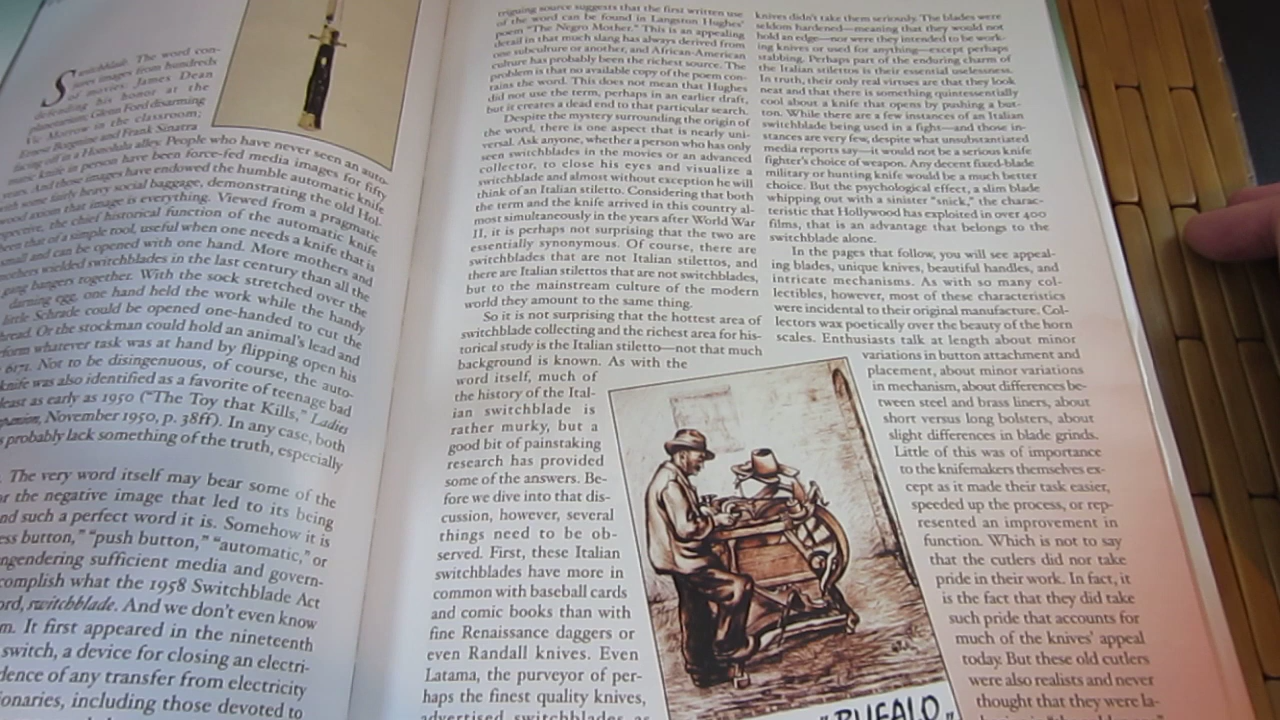 Switchblade. The word con-
jures images from hundreds
of movies: James Dean
defending his honor at the
planetarium; Glenn Ford disarming
Vic Morrow in the classroom;
Ernest Borgnine and Frank Sinatra
facing off in a Honolulu alley. People who have never seen an auto-
matic knife in person have been force-fed media images for fifty
years. And those images have endowed the humble automatic knife
with some fairly heavy social baggage, demonstrating the old Hol-
wood axiom that image is everything. Viewed from a pragmatic
spective, the chief historical function of the automatic knife
been that of a simple tool, useful when one needs a knife that is
small and can be opened with one hand. More mothers and
mothers wielded switchblades in the last century than all the
gang bangers together. With the sock stretched over the
darning egg, one hand held the work while the handy
little Schrade could be opened one-handed to cut the
hread. Or the stockman could hold an animal's lead and
form whatever task was at hand by flipping open his
6171. Not to be disingenuous, of course, the auto-
knife was also identified as a favorite of teenage bad
least as early as 1950 ("The Toy that Kills," Ladies
panion, November 1950, p. 38ff). In any case, both
s probably lack something of the truth, especially
. The very word itself may bear some of the
or the negative image that led to its being
nd such a perfect word it is. Somehow it is
ess button," "push button," "automatic," or
ngendering sufficient media and govern-
complish what the 1958 Switchblade Act
ord, switchblade. And we don't even know
m. It first appeared in the nineteenth
switch, a device for closing an electri-
dence of any transfer from electricity
ionaries, including those devoted to
triguing source suggests that the first written use
of the word can be found in Langston Hughes'
poem "The Negro Mother." This is an appealing
detail in that much slang has always derived from
one subculture or another, and African-American
culture has probably been the richest source. The
problem is that no available copy of the poem con-
tains the word. This does not mean that Hughes
did not use the term, perhaps in an earlier draft,
but it creates a dead end to that particular search.
Despite the mystery surrounding the origin of
the word, there is one aspect that is nearly uni-
versal. Ask anyone, whether a person who has only
seen switchblades in the movies or an advanced
collector, to close his eyes and visualize a
switchblade and almost without exception he will
think of an Italian stiletto. Considering that both
the term and the knife arrived in this country al-
most simultaneously in the years after World War
II, it is perhaps not surprising that the two are
essentially synonymous. Of course, there are
switchblades that are not Italian stilettos, and
there are Italian stilettos that are not switchblades,
but to the mainstream culture of the modern
world they amount to the same thing.
So it is not surprising that the hottest area of
switchblade collecting and the richest area for his-
torical study is the Italian stiletto—not that much
background is known. As with the
word itself, much of
the history of the Ital-
ian switchblade is
rather murky, but a
good bit of painstaking
research has provided
some of the answers. Be-
fore we dive into that dis-
cussion, however, several
things need to be ob-
served. First, these Italian
switchblades have more in
common with baseball cards
and comic books than with
fine Renaissance daggers or
even Randall knives. Even
Latama, the purveyor of per-
haps the finest quality knives,
advertised switchblades as
knives didn't take them seriously. The blades were
seldom hardened—meaning that they would not
hold an edge—nor were they intended to be work-
ing knives or used for anything—except perhaps
stabbing. Perhaps part of the enduring charm of
the Italian stilettos is their essential uselessness.
In truth, their only real virtues are that they look
neat and that there is something quintessentially
cool about a knife that opens by pushing a but-
ton. While there are a few instances of an Italian
switchblade being used in a fight—and those in-
stances are very few, despite what unsubstantiated
media reports say—it would not be a serious knife
fighter's choice of weapon. Any decent fixed-blade
military or hunting knife would be a much better
choice. But the psychological effect, a slim blade
whipping out with a sinister "snick," the charac-
teristic that Hollywood has exploited in over 400
films, that is an advantage that belongs to the
switchblade alone.
In the pages that follow, you will see appeal-
ing blades, unique knives, beautiful handles, and
intricate mechanisms. As with so many col-
lectibles, however, most of these characteristics
were incidental to their original manufacture. Col-
lectors wax poetically over the beauty of the horn
scales. Enthusiasts talk at length about minor
variations in button attachment and
placement, about minor variations
in mechanism, about differences be-
tween steel and brass liners, about
short versus long bolsters, about
slight differences in blade grinds.
Little of this was of importance
to the knifemakers themselves ex-
cept as it made their task easier,
speeded up the process, or rep-
resented an improvement in
function. Which is not to say
that the cutlers did nor take
pride in their work. In fact, it
is the fact that they did take
such pride that accounts for
much of the knives' appeal
today. But these old cutlers
were also realists and never
thought that they were la-
"BUFALO"